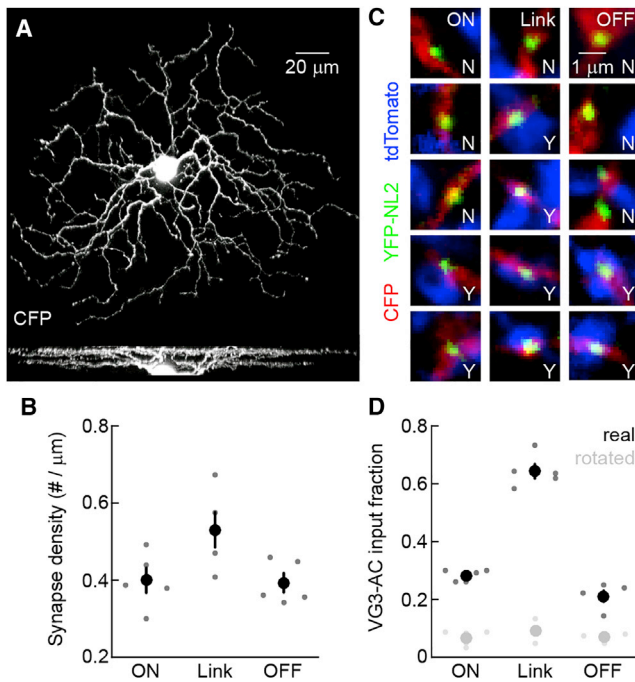 A
20 μm
CFP
B
Synapse density (# / μm)
0.8
0.6
0.4
0.2
ON Link OFF
C
ON Link OFF
1 μm
N N N
N Y N
N Y N
Y Y Y
Y Y Y
CFP YFP-NL2 tdTomato
D
VG3-AC input fraction
0.8
0.6
0.4
0.2
0
real
rotated
ON Link OFF